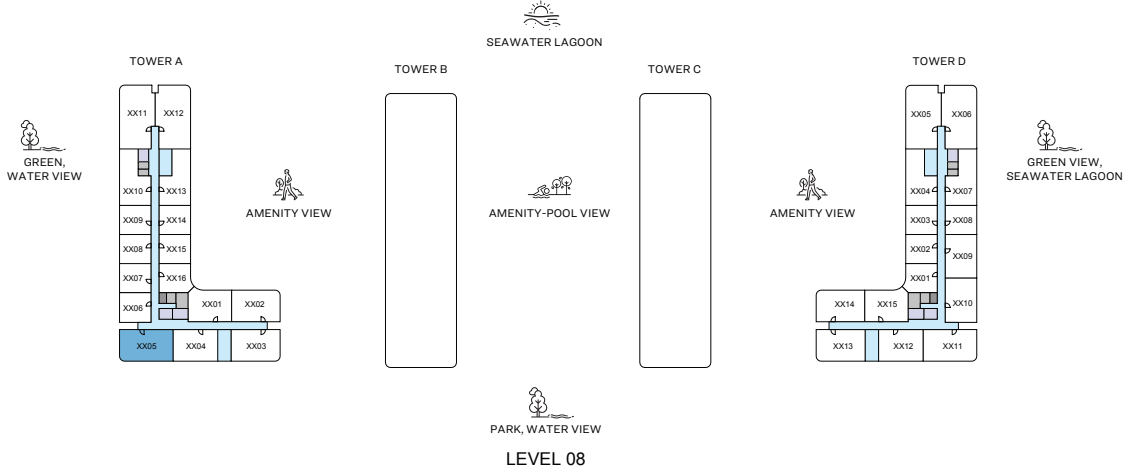 SEAWATER LAGOON
TOWER A
TOWER B
TOWER C
TOWER D
GREEN,
WATER VIEW
XX11 XX12
XX10 XX13
XX09 XX14
XX08 XX15
XX07 XX16
XX06 XX01 XX02
XX05 XX04 XX03
AMENITY VIEW
AMENITY-POOL VIEW
AMENITY VIEW
XX05 XX06
XX04 XX07
XX03 XX08
XX02 XX09
XX01
XX14 XX15 XX10
XX13 XX12 XX11
GREEN VIEW,
SEAWATER LAGOON
PARK, WATER VIEW
LEVEL 08